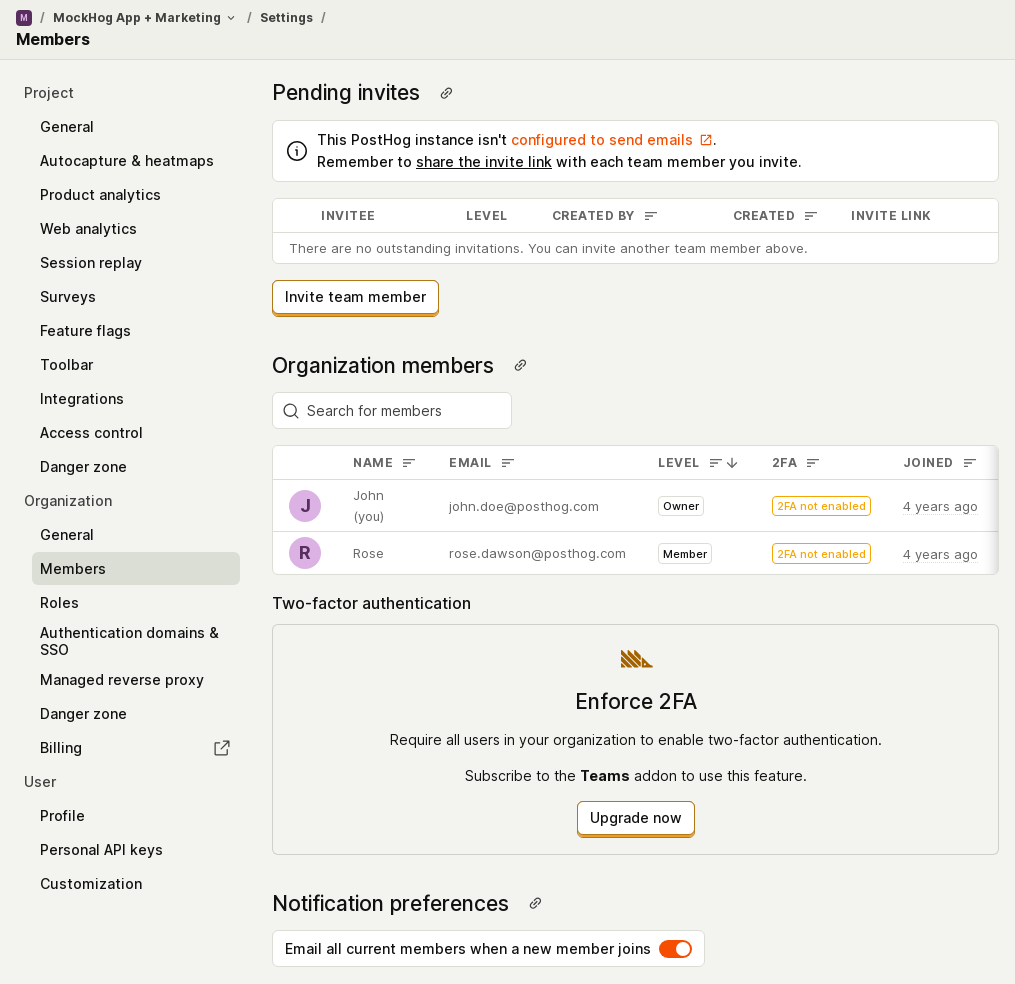 M / MockHog App + Marketing / Settings /
Members
Project
General
Autocapture & heatmaps
Product analytics
Web analytics
Session replay
Surveys
Feature flags
Toolbar
Integrations
Access control
Danger zone
Organization
General
Members
Roles
Authentication domains &
SSO
Managed reverse proxy
Danger zone
Billing
User
Profile
Personal API keys
Customization
Pending invites
This PostHog instance isn't configured to send emails.
Remember to share the invite link with each team member you invite.
INVITEE LEVEL CREATED BY CREATED INVITE LINK
There are no outstanding invitations. You can invite another team member above.
Invite team member
Organization members
Search for members
NAME EMAIL LEVEL 2FA JOINED
J John
(you) john.doe@posthog.com Owner 2FA not enabled 4 years ago
R Rose rose.dawson@posthog.com Member 2FA not enabled 4 years ago
Two-factor authentication
Enforce 2FA
Require all users in your organization to enable two-factor authentication.
Subscribe to the Teams addon to use this feature.
Upgrade now
Notification preferences
Email all current members when a new member joins